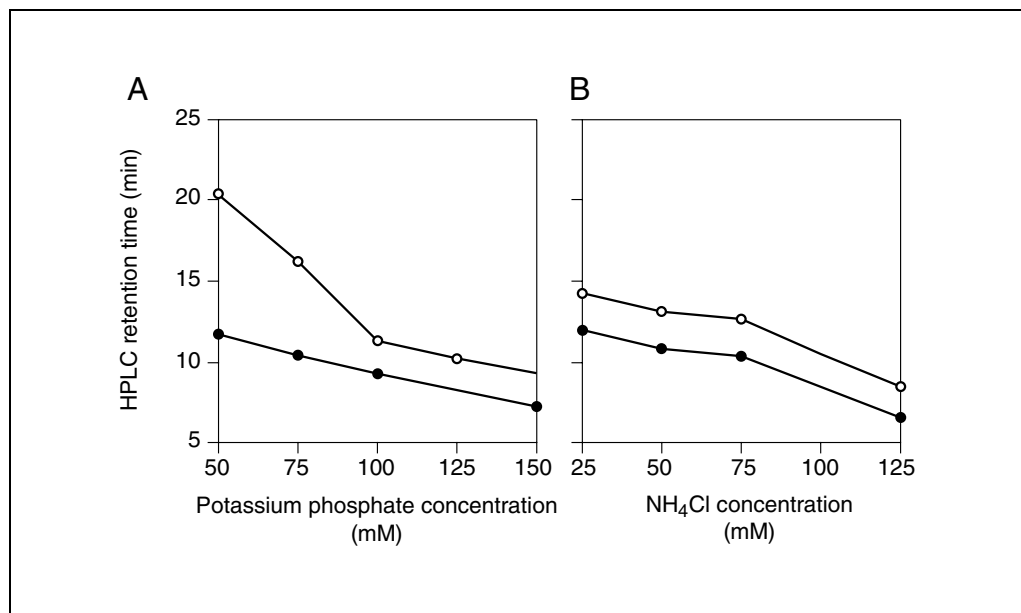 A
B
HPLC retention time (min)
25
20
15
10
5
50 75 100 125 150
25 50 75 100 125
Potassium phosphate concentration
(mM)
NH₄Cl concentration
(mM)